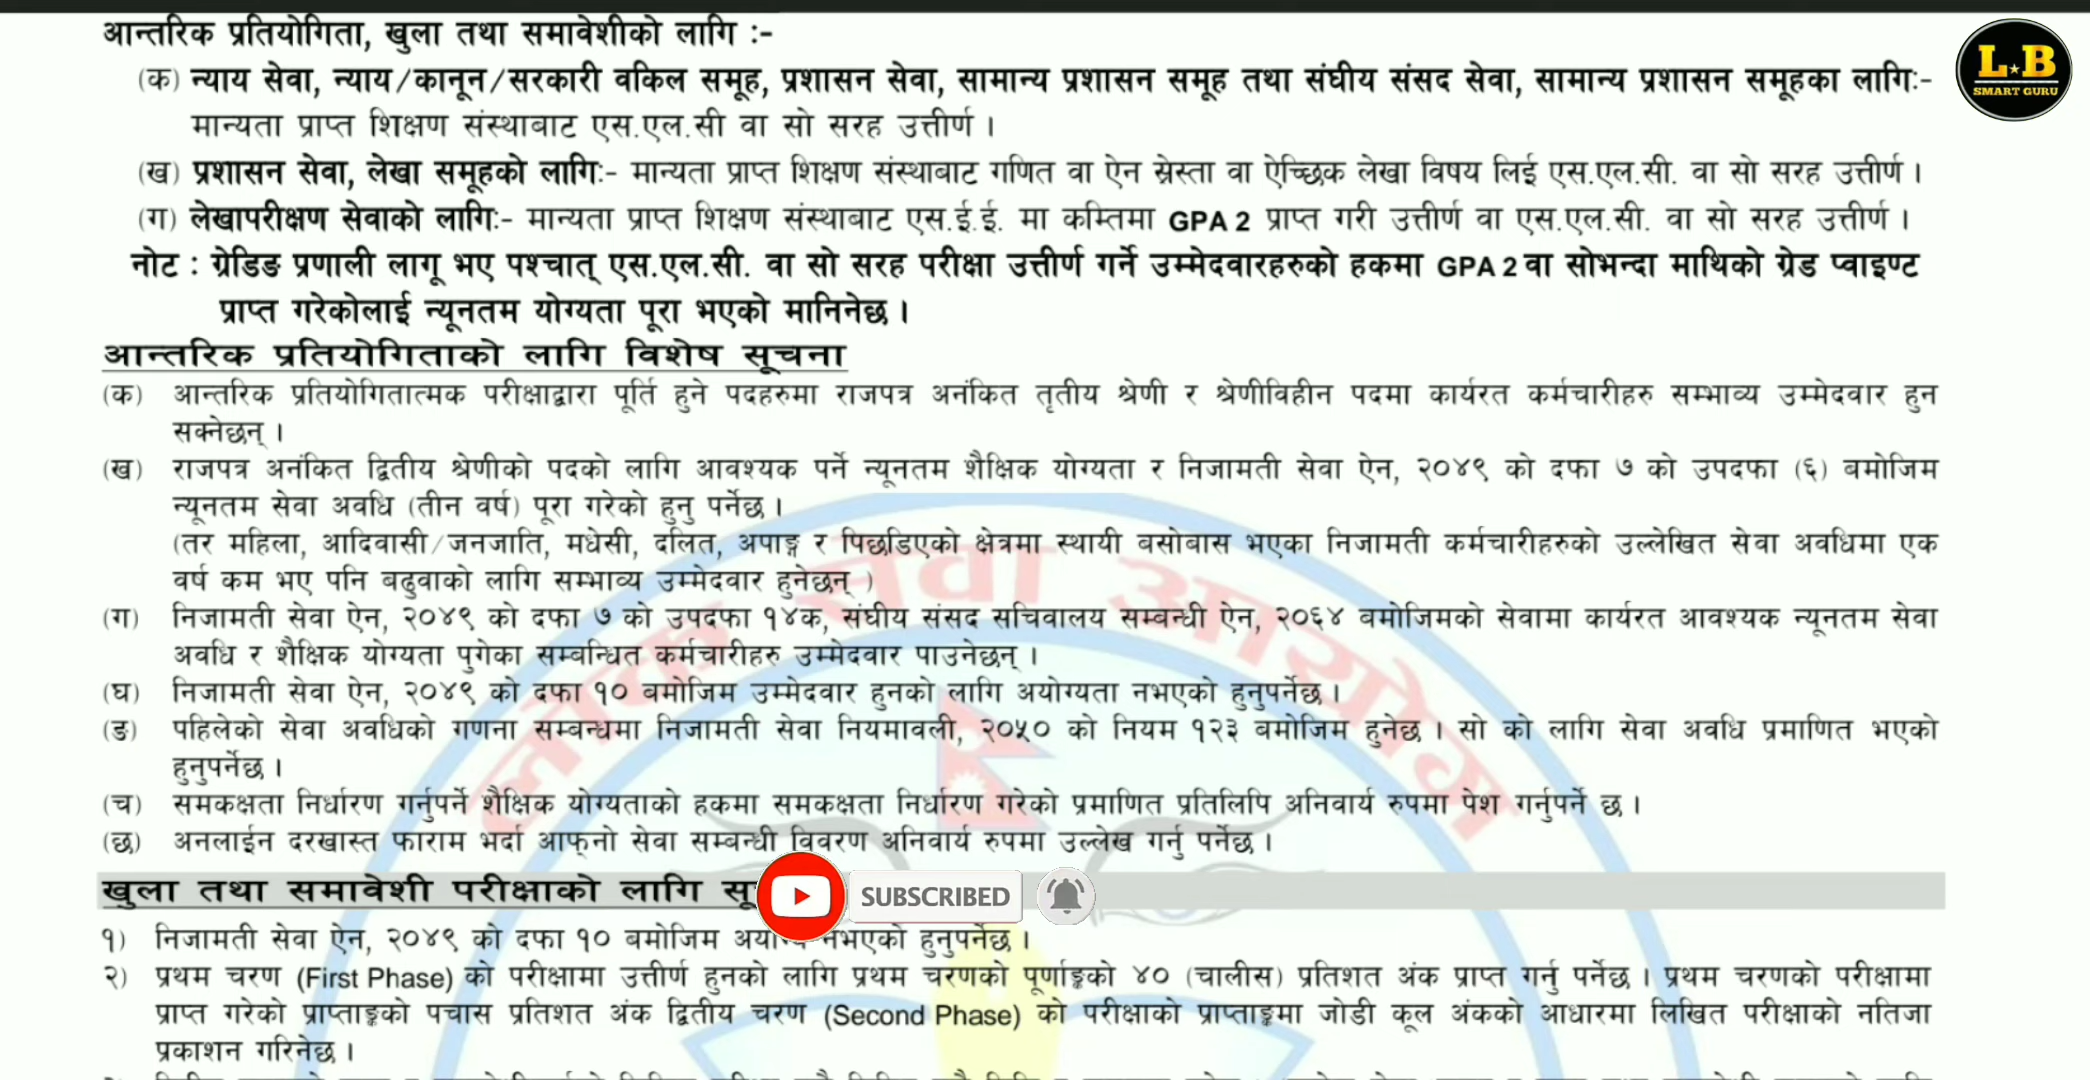 आन्तरिक प्रतियोगिता, खुला तथा समावेशीको लागि :-
(क) न्याय सेवा, न्याय/कानून/सरकारी वकिल समूह, प्रशासन सेवा, सामान्य प्रशासन समूह तथा संघीय संसद सेवा, सामान्य प्रशासन समूहका लागिः-
मान्यता प्राप्त शिक्षण संस्थाबाट एस.एल.सी वा सो सरह उत्तीर्ण ।
(ख) प्रशासन सेवा, लेखा समूहको लागिः- मान्यता प्राप्त शिक्षण संस्थाबाट गणित वा ऐन स्रेस्ता वा ऐच्छिक लेखा विषय लिई एस.एल.सी. वा सो सरह उत्तीर्ण ।
(ग) लेखापरीक्षण सेवाको लागिः- मान्यता प्राप्त शिक्षण संस्थाबाट एस.ई.ई. मा कम्तिमा GPA 2 प्राप्त गरी उत्तीर्ण वा एस.एल.सी. वा सो सरह उत्तीर्ण ।
नोट : ग्रेडिङ प्रणाली लागू भए पश्चात् एस.एल.सी. वा सो सरह परीक्षा उत्तीर्ण गर्ने उम्मेदवारहरुको हकमा GPA 2 वा सोभन्दा माथिको ग्रेड प्वाइण्ट
प्राप्त गरेकोलाई न्यूनतम योग्यता पूरा भएको मानिनेछ ।
आन्तरिक प्रतियोगिताको लागि विशेष सूचना
(क) आन्तरिक प्रतियोगितात्मक परीक्षाद्वारा पूर्ति हुने पदहरुमा राजपत्र अनंकित तृतीय श्रेणी र श्रेणीविहीन पदमा कार्यरत कर्मचारीहरु सम्भाव्य उम्मेदवार हुन
सक्नेछन् ।
(ख) राजपत्र अनंकित द्वितीय श्रेणीको पदको लागि आवश्यक पर्ने न्यूनतम शैक्षिक योग्यता र निजामती सेवा ऐन, २०४९ को दफा ७ को उपदफा (६) बमोजिम
न्यूनतम सेवा अवधि (तीन वर्ष) पूरा गरेको हुनु पर्नेछ ।
(तर महिला, आदिवासी/जनजाति, मधेसी, दलित, अपाङ्ग र पिछडिएको क्षेत्रमा स्थायी बसोबास भएका निजामती कर्मचारीहरुको उल्लेखित सेवा अवधिमा एक
वर्ष कम भए पनि बढुवाको लागि सम्भाव्य उम्मेदवार हुनेछन् )
(ग) निजामती सेवा ऐन, २०४९ को दफा ७ को उपदफा १४क, संघीय संसद सचिवालय सम्बन्धी ऐन, २०६४ बमोजिमको सेवामा कार्यरत आवश्यक न्यूनतम सेवा
अवधि र शैक्षिक योग्यता पुगेका सम्बन्धित कर्मचारीहरु उम्मेदवार पाउनेछन् ।
(घ) निजामती सेवा ऐन, २०४९ को दफा १० बमोजिम उम्मेदवार हुनको लागि अयोग्यता नभएको हुनुपर्नेछ ।
(ङ) पहिलेको सेवा अवधिको गणना सम्बन्धमा निजामती सेवा नियमावली, २०५० को नियम १२३ बमोजिम हुनेछ । सो को लागि सेवा अवधि प्रमाणित भएको
हुनुपर्नेछ ।
(च) समकक्षता निर्धारण गर्नुपर्ने शैक्षिक योग्यताको हकमा समकक्षता निर्धारण गरेको प्रमाणित प्रतिलिपि अनिवार्य रुपमा पेश गर्नुपर्ने छ ।
(छ) अनलाईन दरखास्त फाराम भर्दा आफ्नो सेवा सम्बन्धी विवरण अनिवार्य रुपमा उल्लेख गर्नु पर्नेछ ।
खुला तथा समावेशी परीक्षाको लागि
१) निजामती सेवा ऐन, २०४९ को दफा १० बमोजिम नभएको हुनुपर्नेछ ।
२) प्रथम चरण (First Phase) को परीक्षामा उत्तीर्ण हुनको लागि प्रथम चरणको पूर्णाङ्कको ४० (चालीस) प्रतिशत अंक प्राप्त गर्नु पर्नेछ । प्रथम चरणको परीक्षामा
प्राप्त गरेको प्राप्ताङ्कको पचास प्रतिशत अंक द्वितीय चरण (Second Phase) को परीक्षाको प्राप्ताङ्कमा जोडी कूल अंकको आधारमा लिखित परीक्षाको नतिजा
प्रकाशन गरिनेछ ।
लोक सेवा आयोग
L★B
SMART GURU
SUBSCRIBED